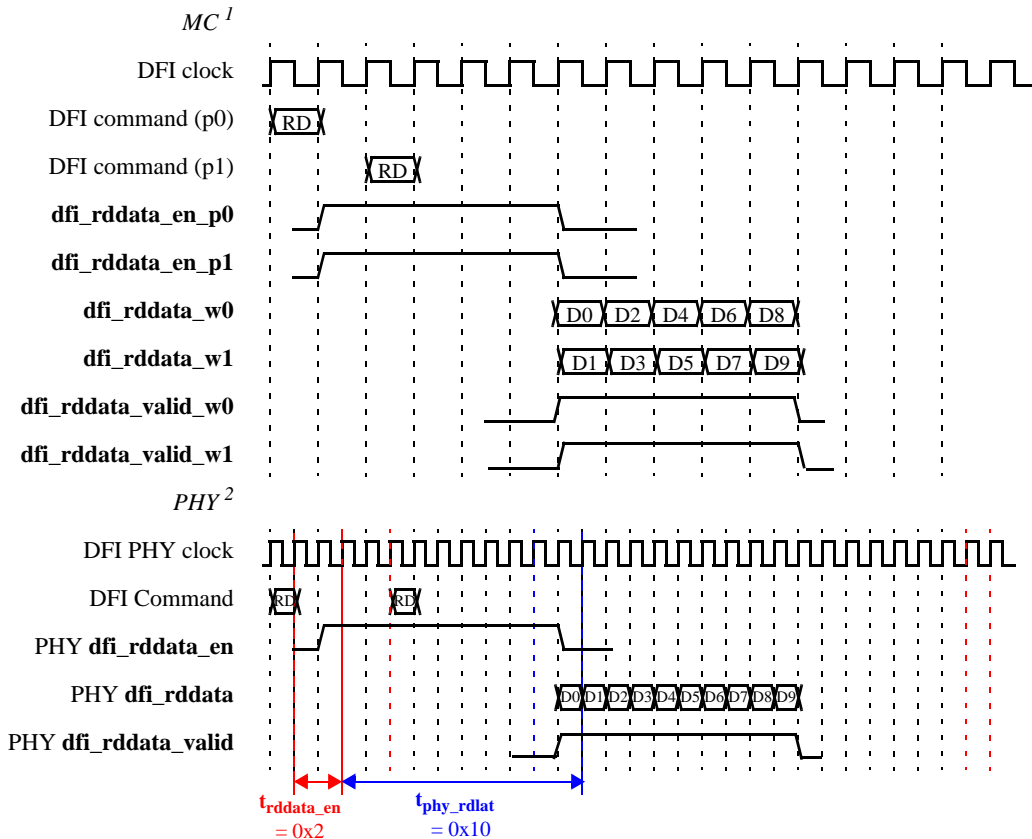 MC 1
DFI clock
DFI command (p0)
RD
DFI command (p1)
RD
dfi_rddata_en_p0
dfi_rddata_en_p1
dfi_rddata_w0
D0 D2 D4 D6 D8
dfi_rddata_w1
D1 D3 D5 D7 D9
dfi_rddata_valid_w0
dfi_rddata_valid_w1
PHY 2
DFI PHY clock
DFI Command
RD RD
PHY dfi_rddata_en
PHY dfi_rddata
D0 D1 D2 D3 D4 D5 D6 D7 D8 D9
PHY dfi_rddata_valid
trddata_en tphy_rdlat
= 0x2 = 0x10